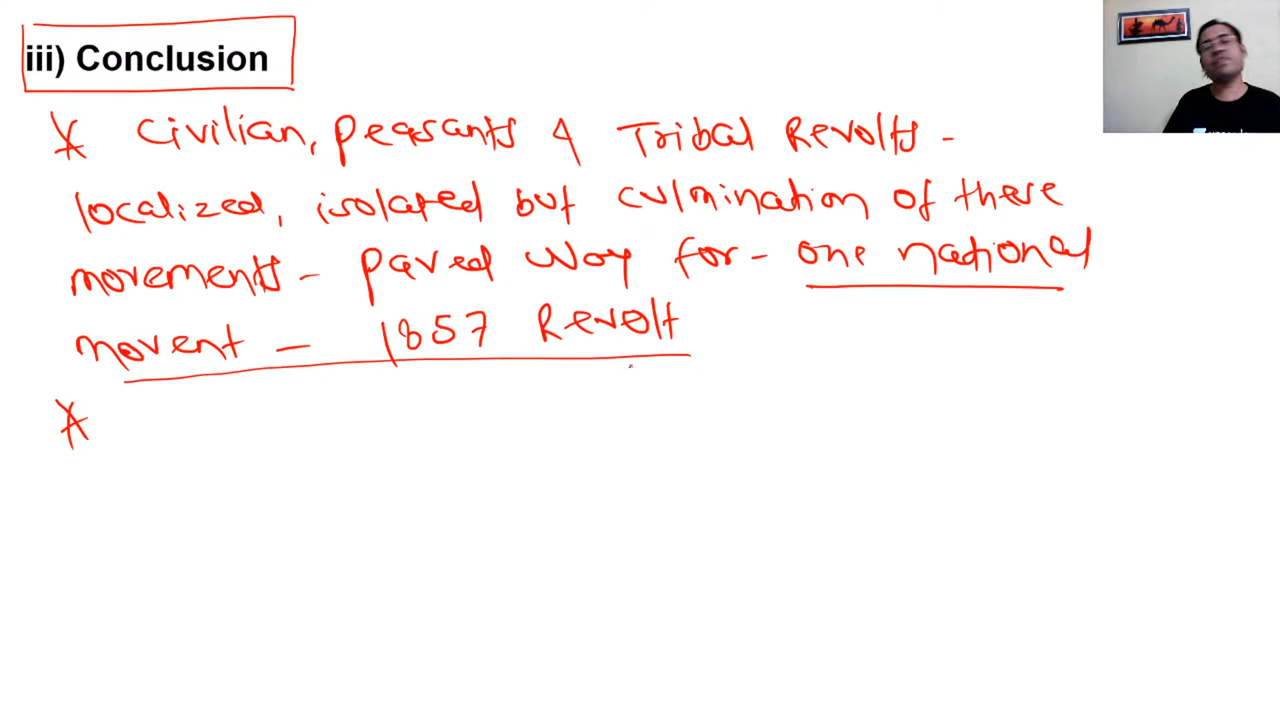 iii) Conclusion
* Civilian, peasants & Tribal Revolts -
localized, isolated but culmination of there
movements - paved way for - one national
movent - 1857 Revolt
*